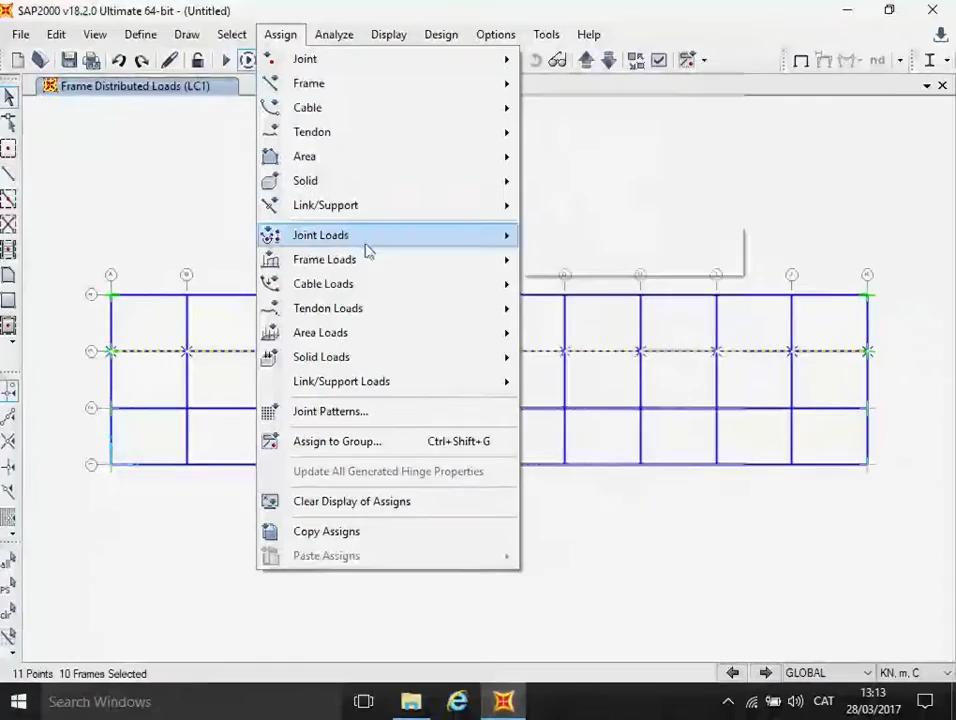 SAP2000 v18.2.0 Ultimate 64-bit - (Untitled)
File Edit View Define Draw Select Assign Analyze Display Design Options Tools Help
nd
Frame Distributed Loads (LC1)
Joint
Frame
Cable
Tendon
Area
Solid
Link/Support
Joint Loads
Frame Loads
Cable Loads
Tendon Loads
Area Loads
Solid Loads
Link/Support Loads
Joint Patterns...
Assign to Group... Ctrl+Shift+G
Update All Generated Hinge Properties
Clear Display of Assigns
Copy Assigns
Paste Assigns
all
PS
clr
11 Points 10 Frames Selected
GLOBAL
KN, m, C
Search Windows
CAT
13:13
28/03/2017